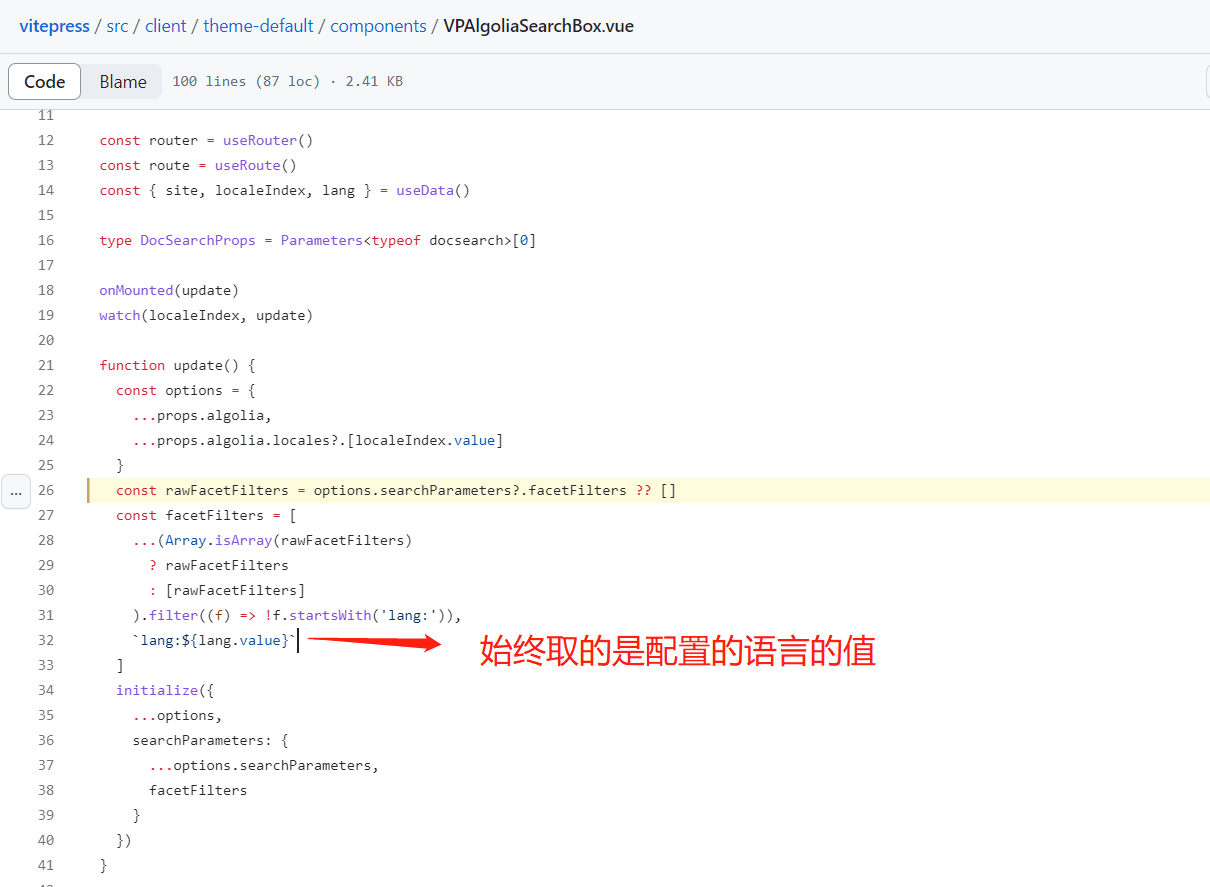 vitepress / src / client / theme-default / components / VPAlgoliaSearchBox.vue
Code Blame 100 lines (87 loc) · 2.41 KB
11
12 const router = useRouter()
13 const route = useRoute()
14 const { site, localeIndex, lang } = useData()
15
16 type DocSearchProps = Parameters<typeof docsearch>[0]
17
18 onMounted(update)
19 watch(localeIndex, update)
20
21 function update() {
22 const options = {
23 ...props.algolia,
24 ...props.algolia.locales?.[localeIndex.value]
25 }
... 26 const rawFacetFilters = options.searchParameters?.facetFilters ?? []
27 const facetFilters = [
28 ...(Array.isArray(rawFacetFilters)
29 ? rawFacetFilters
30 : [rawFacetFilters]
31 ).filter((f) => !f.startsWith('lang:')),
32 `lang:${lang.value}` 始终取的是配置的语言的值
33 ]
34 initialize({
35 ...options,
36 searchParameters: {
37 ...options.searchParameters,
38 facetFilters
39 }
40 })
41 }